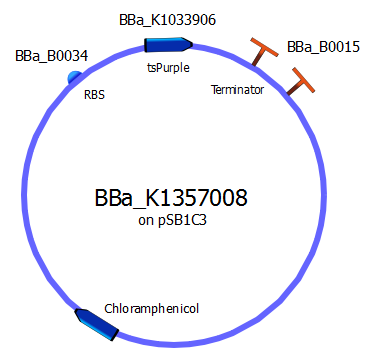 BBa_K1033906
BBa_B0034
BBa_B0015
tsPurple
RBS
Terminator
BBa_K1357008
on pSB1C3
Chloramphenicol